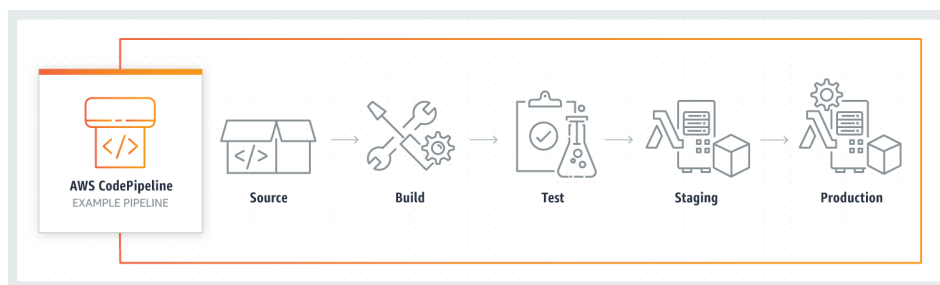 </>
AWS CodePipeline
EXAMPLE PIPELINE
</>
Source
Build
Test
Staging
Production